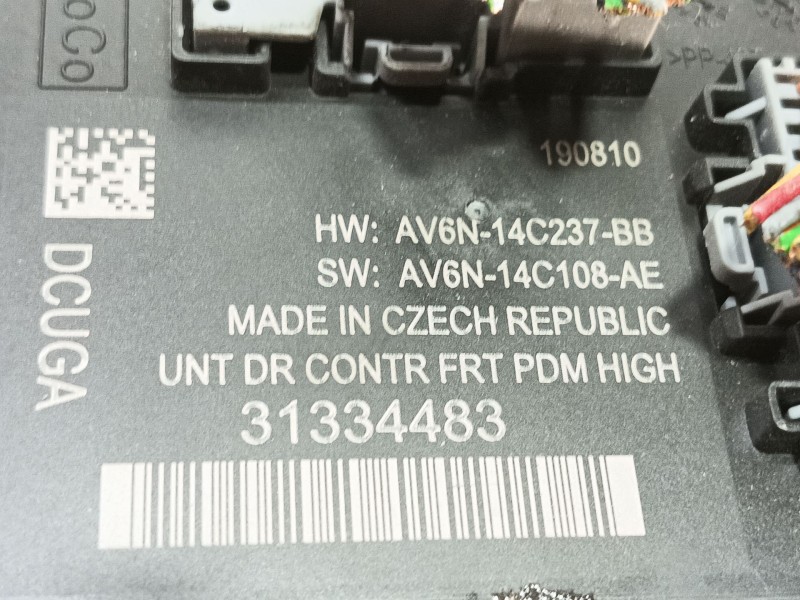 oCo
190810
HW: AV6N-14C237-BB
SW: AV6N-14C108-AE
MADE IN CZECH REPUBLIC
UNT DR CONTR FRT PDM HIGH
31334483
DCUGA